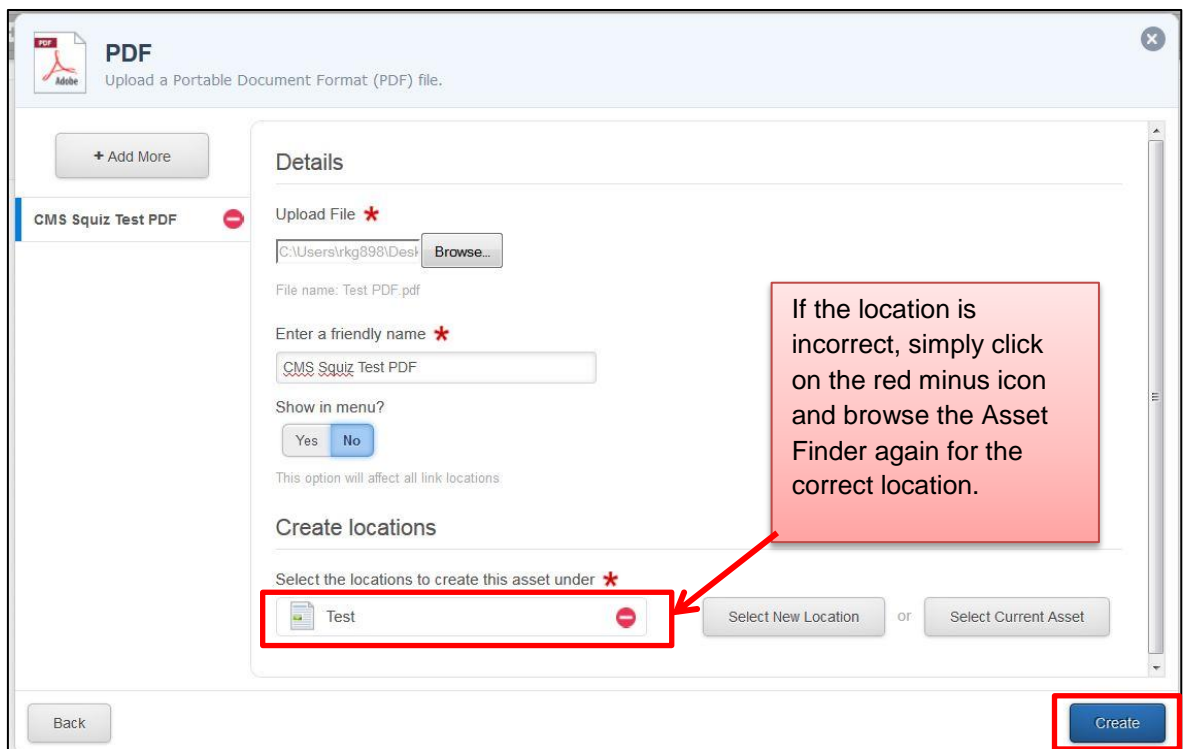 PDF
Adobe
PDF
Upload a Portable Document Format (PDF) file.
+ Add More
CMS Squiz Test PDF
Details
Upload File *
C:\Users\rkg898\Desk
Browse...
File name: Test PDF.pdf
Enter a friendly name *
CMS Squiz Test PDF
Show in menu?
Yes No
This option will affect all link locations
If the location is
incorrect, simply click
on the red minus icon
and browse the Asset
Finder again for the
correct location.
Create locations
Select the locations to create this asset under *
Test
Select New Location or Select Current Asset
Back
Create